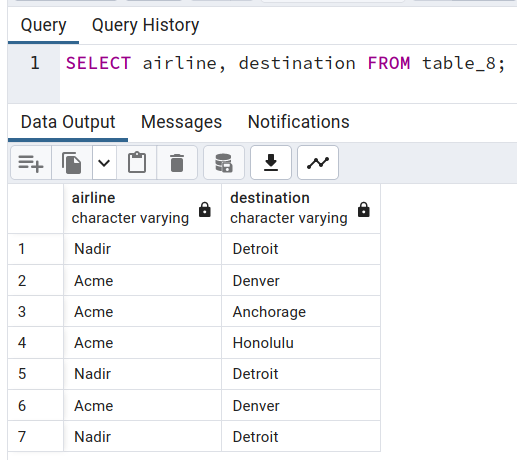 Query Query History
1 SELECT airline, destination FROM table_8;
Data Output Messages Notifications
airline destination
character varying character varying
1 Nadir Detroit
2 Acme Denver
3 Acme Anchorage
4 Acme Honolulu
5 Nadir Detroit
6 Acme Denver
7 Nadir Detroit